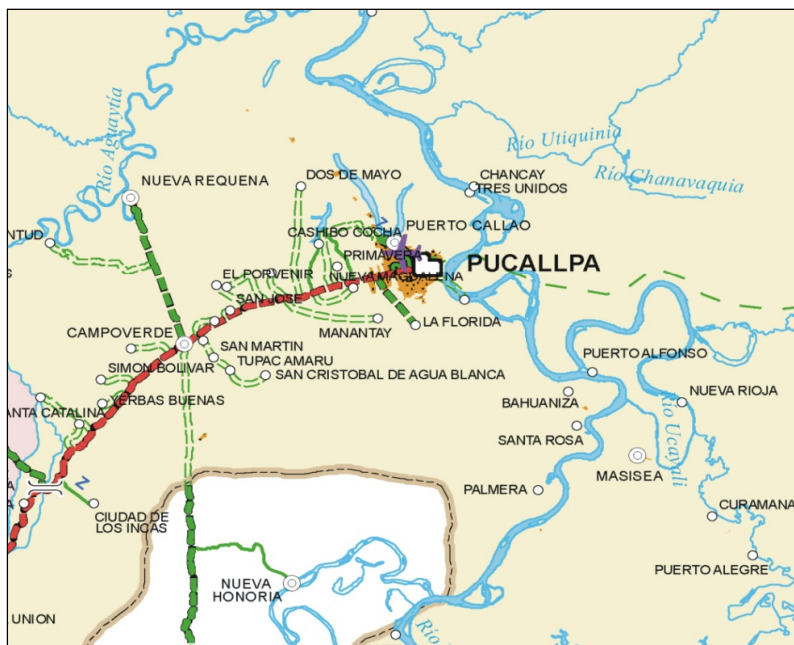 Río Utiquinia
Río Aguaytía
DOS DE MAYO
CHANCAY
TRES UNIDOS
Río Chanavaquia
NUEVA REQUENA
NTUD
CASHIBO COCHA
PUERTO CALLAO
PRIMAVERA
PUCALLPA
EL PORVENIR
NUEVA MAGDALENA
SAN JOSE
CAMPOVERDE
MANANTAY
LA FLORIDA
SAN MARTIN
TUPAC AMARU
PUERTO ALFONSO
SIMON BOLIVAR
SAN CRISTOBAL DE AGUA BLANCA
NUEVA RIOJA
YERBAS BUENAS
BAHUANIZA
ANTA CATALINA
Río Ucayali
SANTA ROSA
MASISEA
Z
PALMERA
CIUDAD DE
LOS INCAS
CURAMANA
PUERTO ALEGRE
NUEVA
HONORIA
UNION
Río